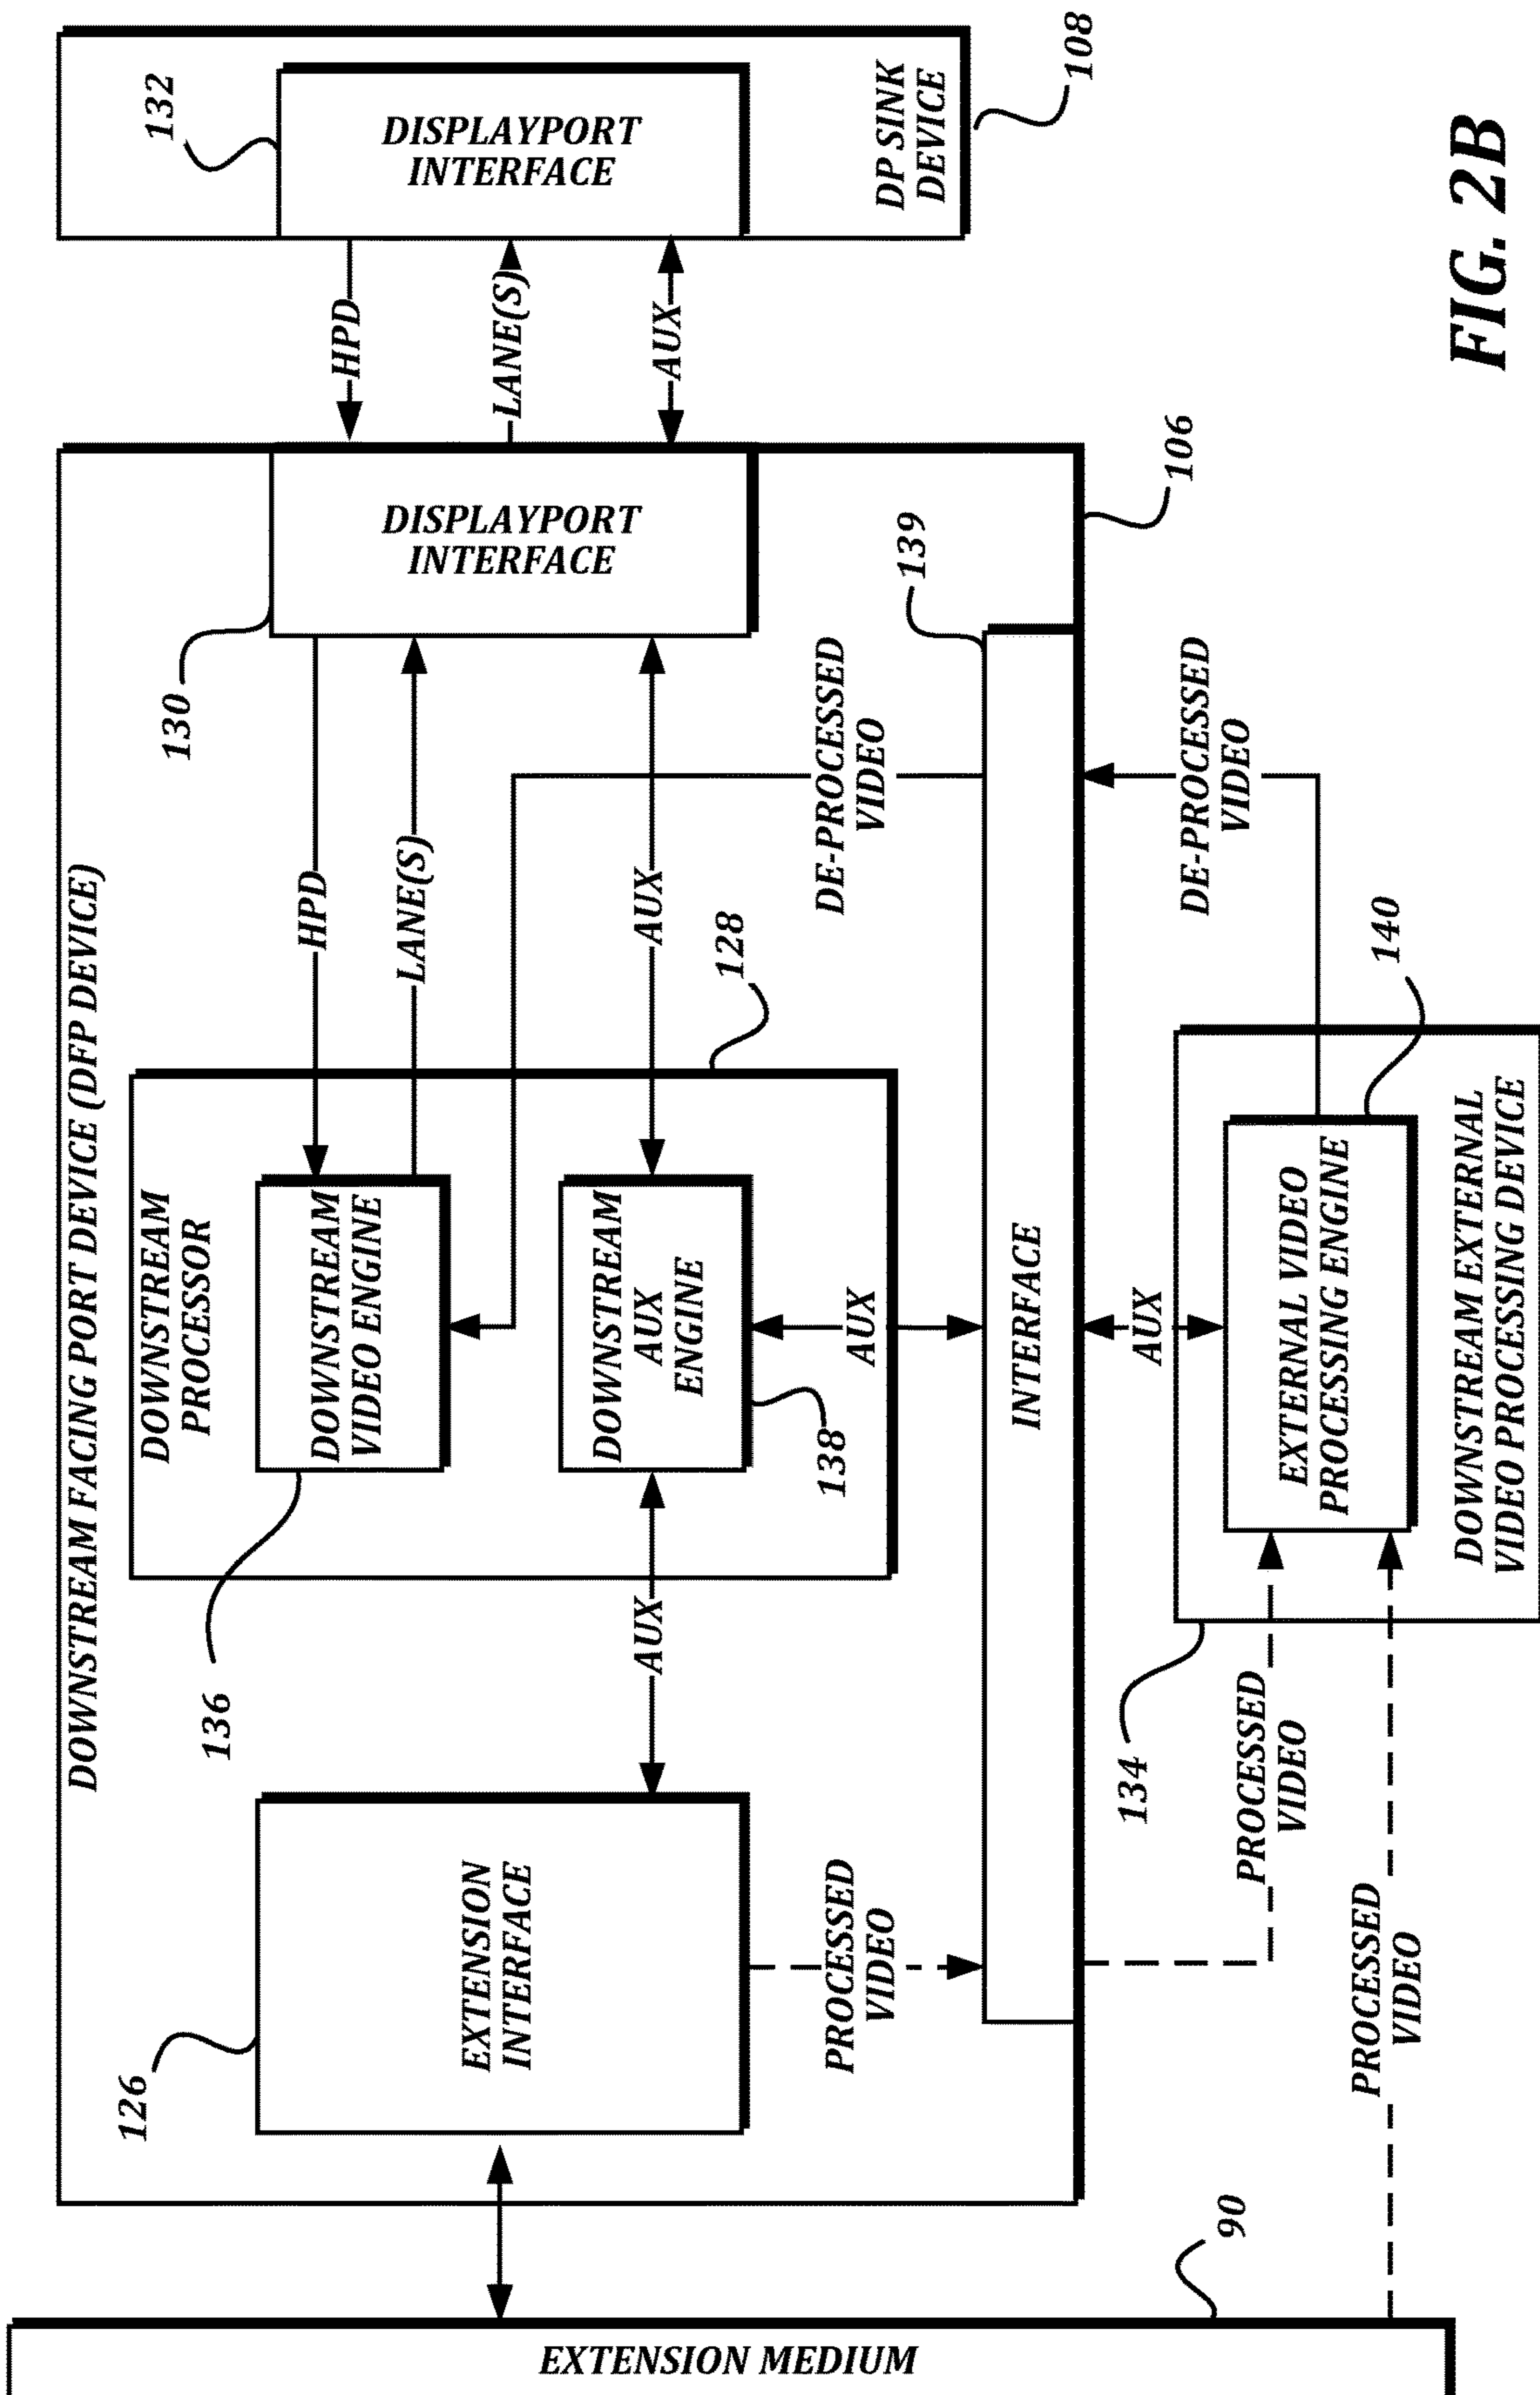 DOWNSTREAM FACING PORT DEVICE (DFP DEVICE)
126
EXTENSION
INTERFACE
136
DOWNSTREAM
PROCESSOR
DOWNSTREAM
VIDEO ENGINE
DOWNSTREAM
AUX
ENGINE
138
128
HPD
LANE(S)
AUX
AUX
AUX
130
DISPLAYPORT
INTERFACE
HPD
LANE(S)
AUX
132
DISPLAYPORT
INTERFACE
DP SINK
DEVICE
108
PROCESSED
VIDEO
DE-PROCESSED
VIDEO
139
INTERFACE
106
EXTENSION MEDIUM
90
PROCESSED
VIDEO
PROCESSED
VIDEO
134
AUX
EXTERNAL VIDEO
PROCESSING ENGINE
140
DOWNSTREAM EXTERNAL
VIDEO PROCESSING DEVICE
DE-PROCESSED
VIDEO
FIG. 2B